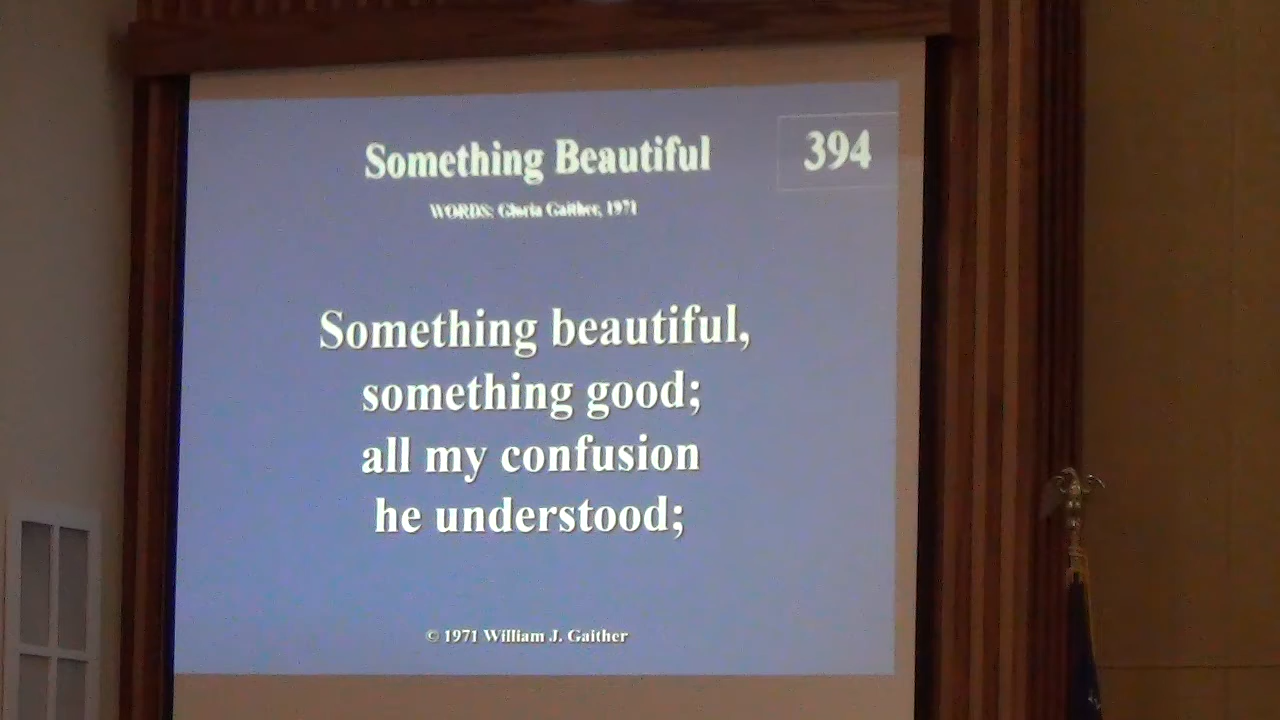 Something Beautiful
394
WORDS: Gloria Gaither, 1971
Something beautiful,
something good;
all my confusion
he understood;
© 1971 William J. Gaither